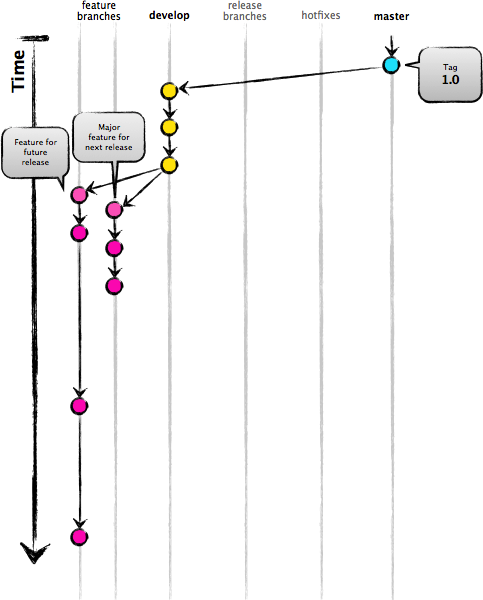 feature
branches
develop
release
branches
hotfixes
master
Time
Tag
1.0
Major
feature for
next release
Feature for
future
release